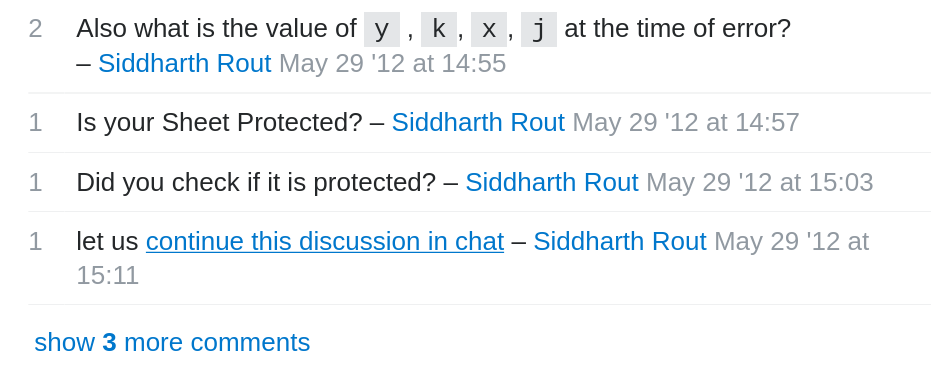 2 Also what is the value of y , k, x, j at the time of error?
– Siddharth Rout May 29 '12 at 14:55
1 Is your Sheet Protected? – Siddharth Rout May 29 '12 at 14:57
1 Did you check if it is protected? – Siddharth Rout May 29 '12 at 15:03
1 let us continue this discussion in chat – Siddharth Rout May 29 '12 at
15:11
show 3 more comments